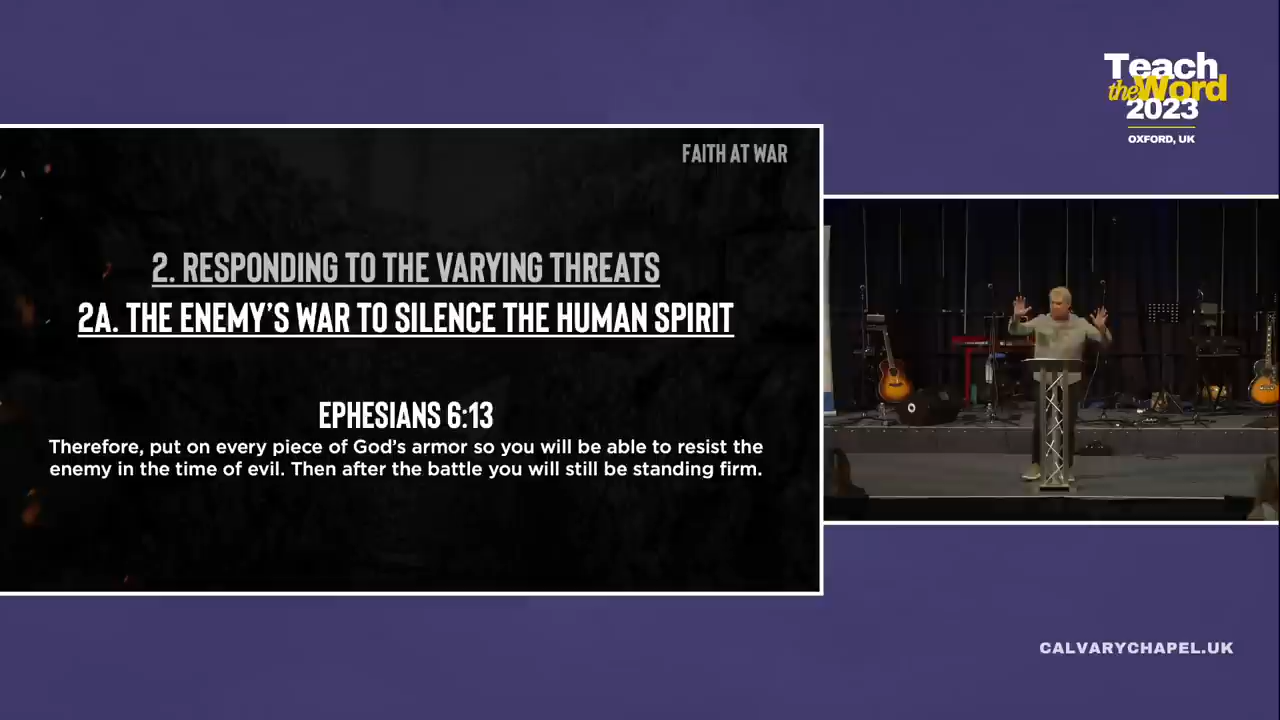 Teach
the Word
2023
OXFORD, UK
FAITH AT WAR
2. RESPONDING TO THE VARYING THREATS
2A. THE ENEMY'S WAR TO SILENCE THE HUMAN SPIRIT
EPHESIANS 6:13
Therefore, put on every piece of God's armor so you will be able to resist the
enemy in the time of evil. Then after the battle you will still be standing firm.
CALVARYCHAPEL.UK